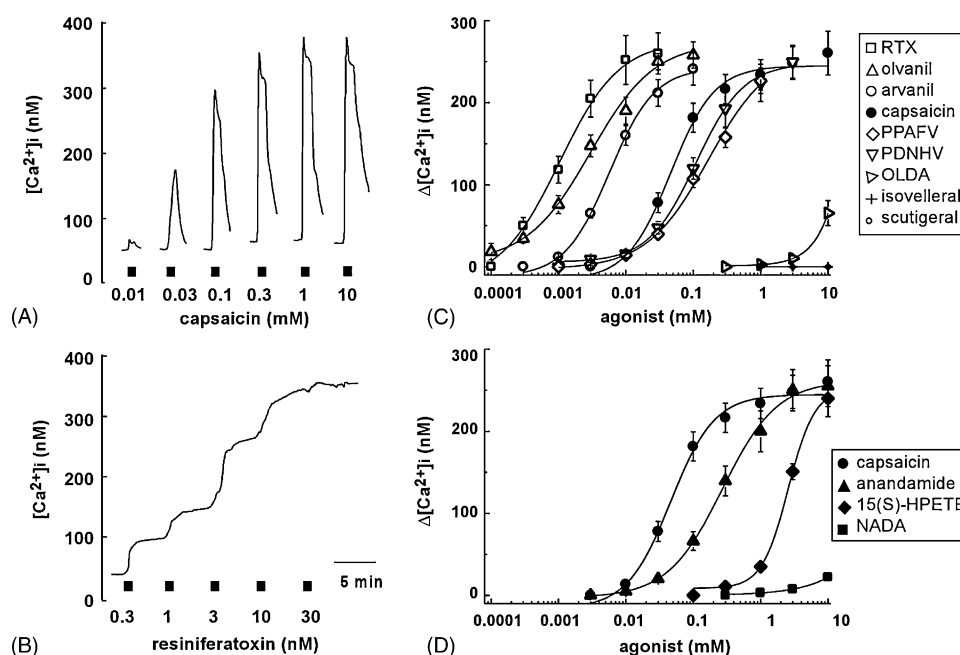 400
300
200
100
0
[Ca²⁺]i (nM)
0.01 0.03 0.1 0.3 1 10
capsaicin (mM)
(A)
400
300
200
100
0
[Ca²⁺]i (nM)
5 min
0.3 1 3 10 30
resiniferatoxin (nM)
(B)
300
200
100
0
Δ[Ca²⁺]i (nM)
0.0001 0.001 0.01 0.1 1 10
agonist (mM)
(C)
RTX
olvanil
arvanil
capsaicin
PPAFV
PDNHV
OLDA
isovelleral
scutigeral
300
200
100
0
Δ[Ca²⁺]i (nM)
0.0001 0.001 0.01 0.1 1 10
agonist (mM)
(D)
capsaicin
anandamide
15(S)-HPETE
NADA